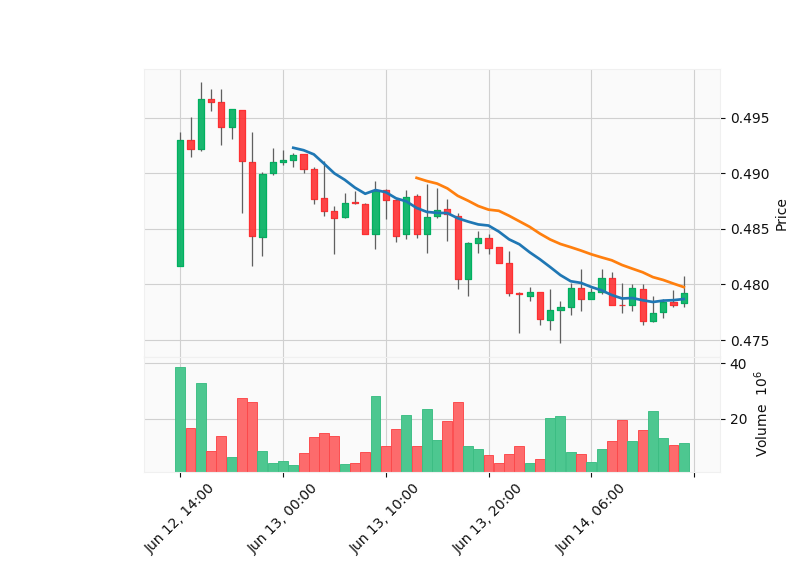 0.495
0.490
0.485
0.480
0.475
Price
40
20
Volume 10^6
Jun 12, 14:00
Jun 13, 00:00
Jun 13, 10:00
Jun 13, 20:00
Jun 14, 06:00